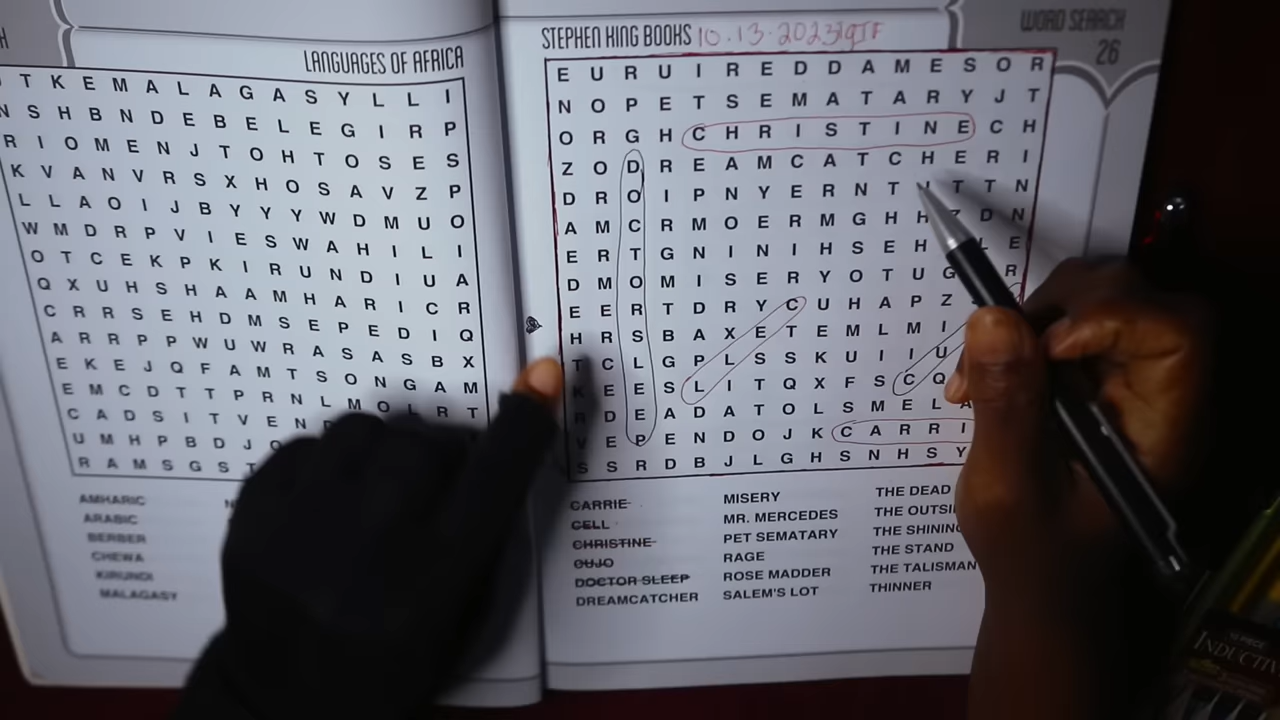 LANGUAGES OF AFRICA
T K E M A L A G A S Y L L I
N S H B N D E B E L E G I R P
R I O M E N J T O H T O S E S
K V A N V R S X H O S A V Z P
L L A O I J B Y Y Y W D M U O
W M D R P V I E S W A H I L I
O T C E K P K I R U N D I U A
Q X U H S H A A M H A R I C R
C R R S E H D M S E P E D I Q
A R R P P W U W R A S A S B X
E K E J Q F A M T S O N G A M
E M C D T T P R N L M O L R T
C A D S I T V E N
U M H P B D J
R A M S G S T
AMHARIC
ARABIC
BERBER
CHEWA
KIRUNDI
MALAGASY
STEPHEN KING BOOKS 10.13.2023
WORD SEARCH
26
E U R U I R E D D A M E S O R
N O P E T S E M A T A R Y J T
O R G H C H R I S T I N E C H
Z O D R E A M C A T C H E R I
D R O I P N Y E R N T T T N
A M C R M O E R M G H H Z D N
E R T G N I N I H S E H L E
D M O M I S E R Y O T U G R
E E R T D R Y C U H A P Z
H R S B A X E T E M L M I
T C L G P L S S K U I I U
K E E S L I T Q X F S C Q
R D E A D A T O L S M E L A
V E P E N D O J K C A R R I
S S R D B J L G H S N H S Y
CARRIE
CELL
CHRISTINE
CUJO
DOCTOR SLEEP
DREAMCATCHER
MISERY
MR. MERCEDES
PET SEMATARY
RAGE
ROSE MADDER
SALEM'S LOT
THE DEAD
THE OUTSI
THE SHINING
THE STAND
THE TALISMAN
THINNER